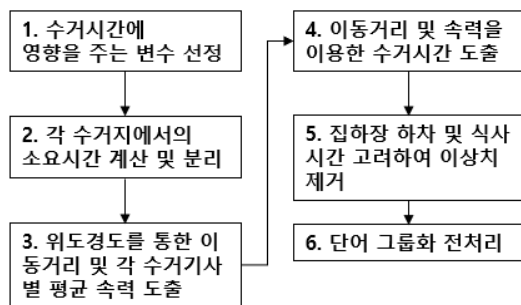 1. 수거시간에
영향을 주는 변수 선정
2. 각 수거지에서의
소요시간 계산 및 분리
3. 위도경도를 통한 이
동거리 및 각 수거기사
별 평균 속력 도출
4. 이동거리 및 속력을
이용한 수거시간 도출
5. 집하장 하차 및 식사
시간 고려하여 이상치
제거
6. 단어 그룹화 전처리